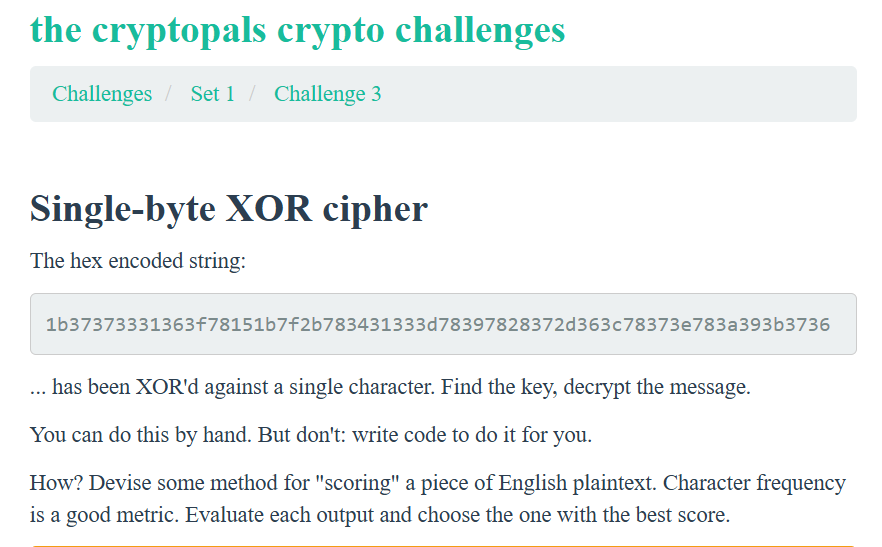 the cryptopals crypto challenges
Challenges / Set 1 / Challenge 3
Single-byte XOR cipher
The hex encoded string:
1b37373331363f78151b7f2b783431333d78397828372d363c78373e783a393b3736
... has been XOR'd against a single character. Find the key, decrypt the message.
You can do this by hand. But don't: write code to do it for you.
How? Devise some method for "scoring" a piece of English plaintext. Character frequency
is a good metric. Evaluate each output and choose the one with the best score.